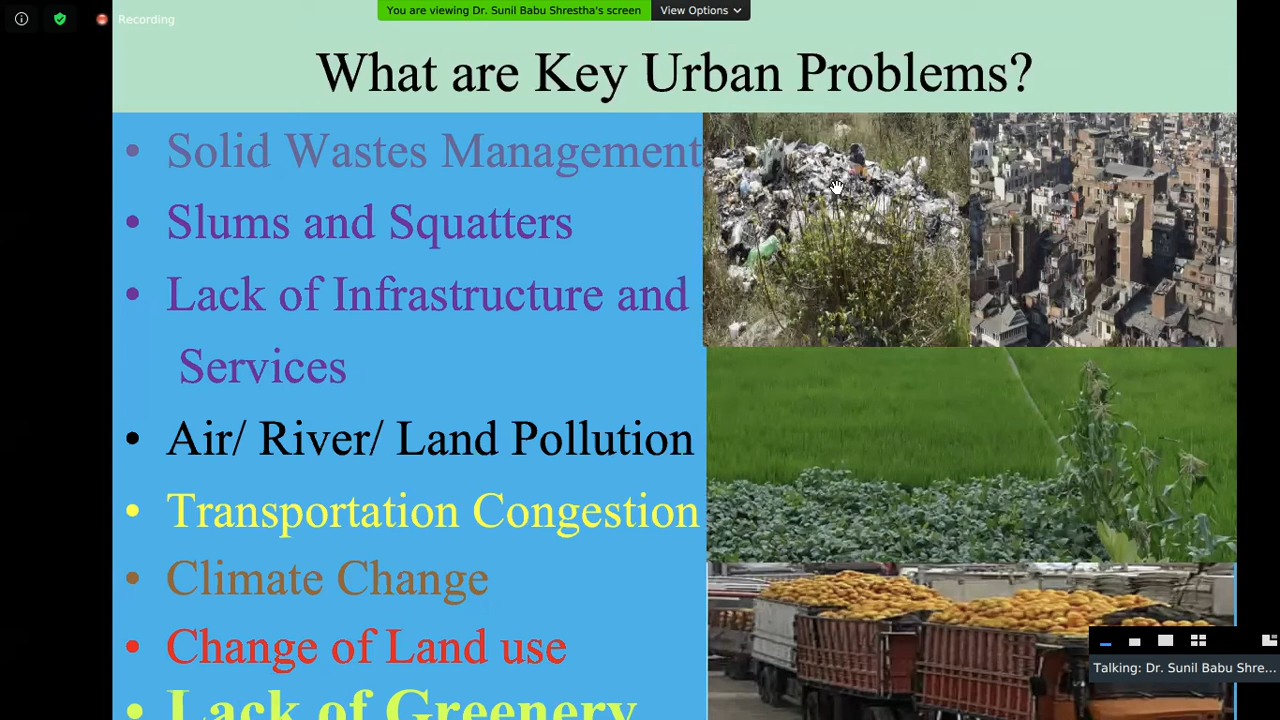 Recording
You are viewing Dr. Sunil Babu Shrestha's screen
View Options
What are Key Urban Problems?
• Solid Wastes Management
• Slums and Squatters
• Lack of Infrastructure and
Services
• Air/ River/ Land Pollution
• Transportation Congestion
• Climate Change
• Change of Land use
• Lack of Greenery
Talking: Dr. Sunil Babu Shre...